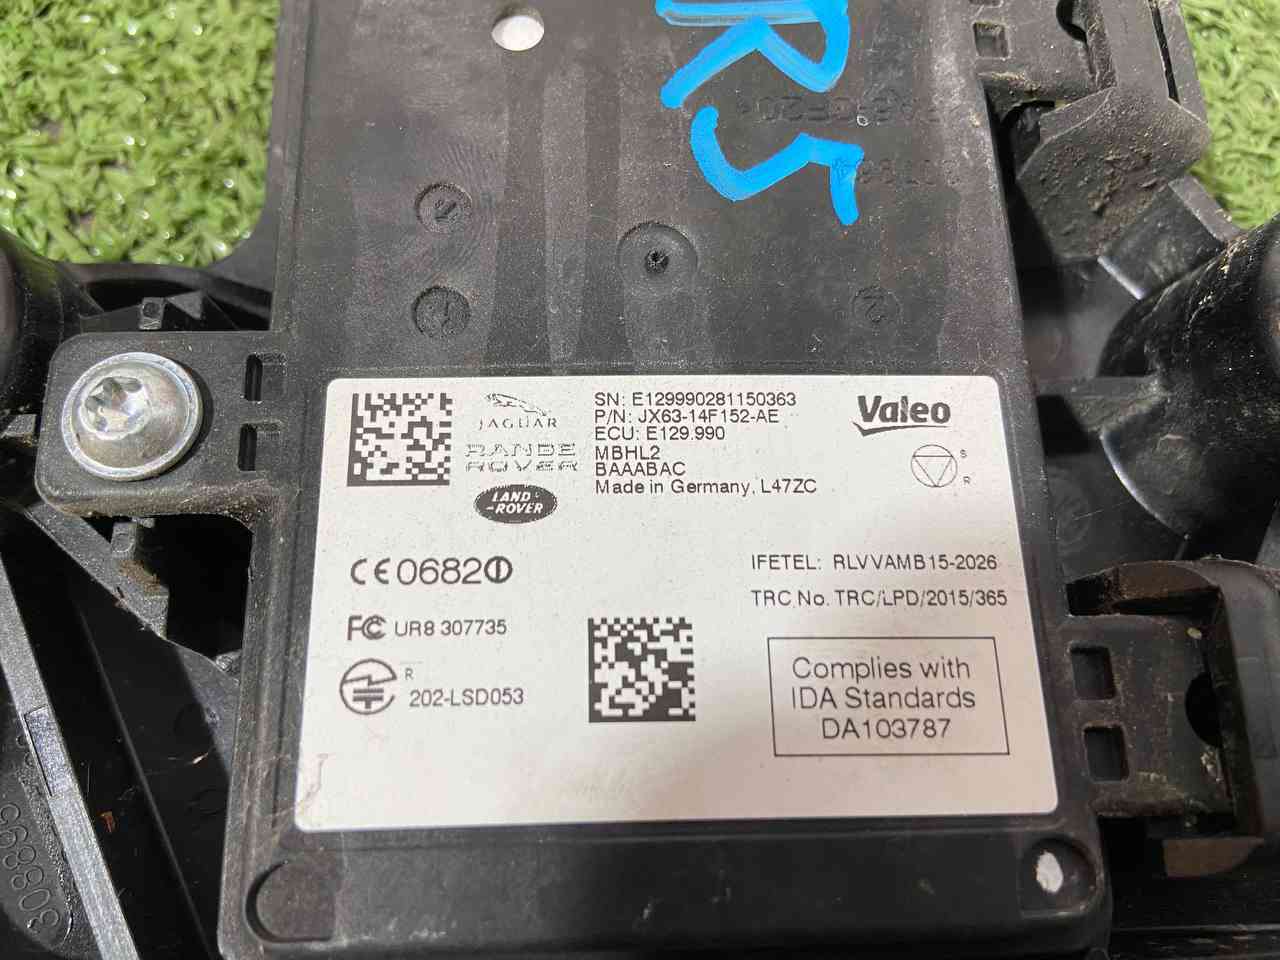 R5
JAGUAR
RANGE
ROVER
LAND-
-ROVER
SN: E129990281150363
P/N: JX63-14F152-AE
ECU: E129.990
MBHL2
BAAABAC
Made in Germany, L47ZC
Valeo
S
R
CE0682
IFETEL: RLVVAMB15-2026
TRC No. TRC/LPD/2015/365
FC UR8 307735
R
202-LSD053
Complies with
IDA Standards
DA103787